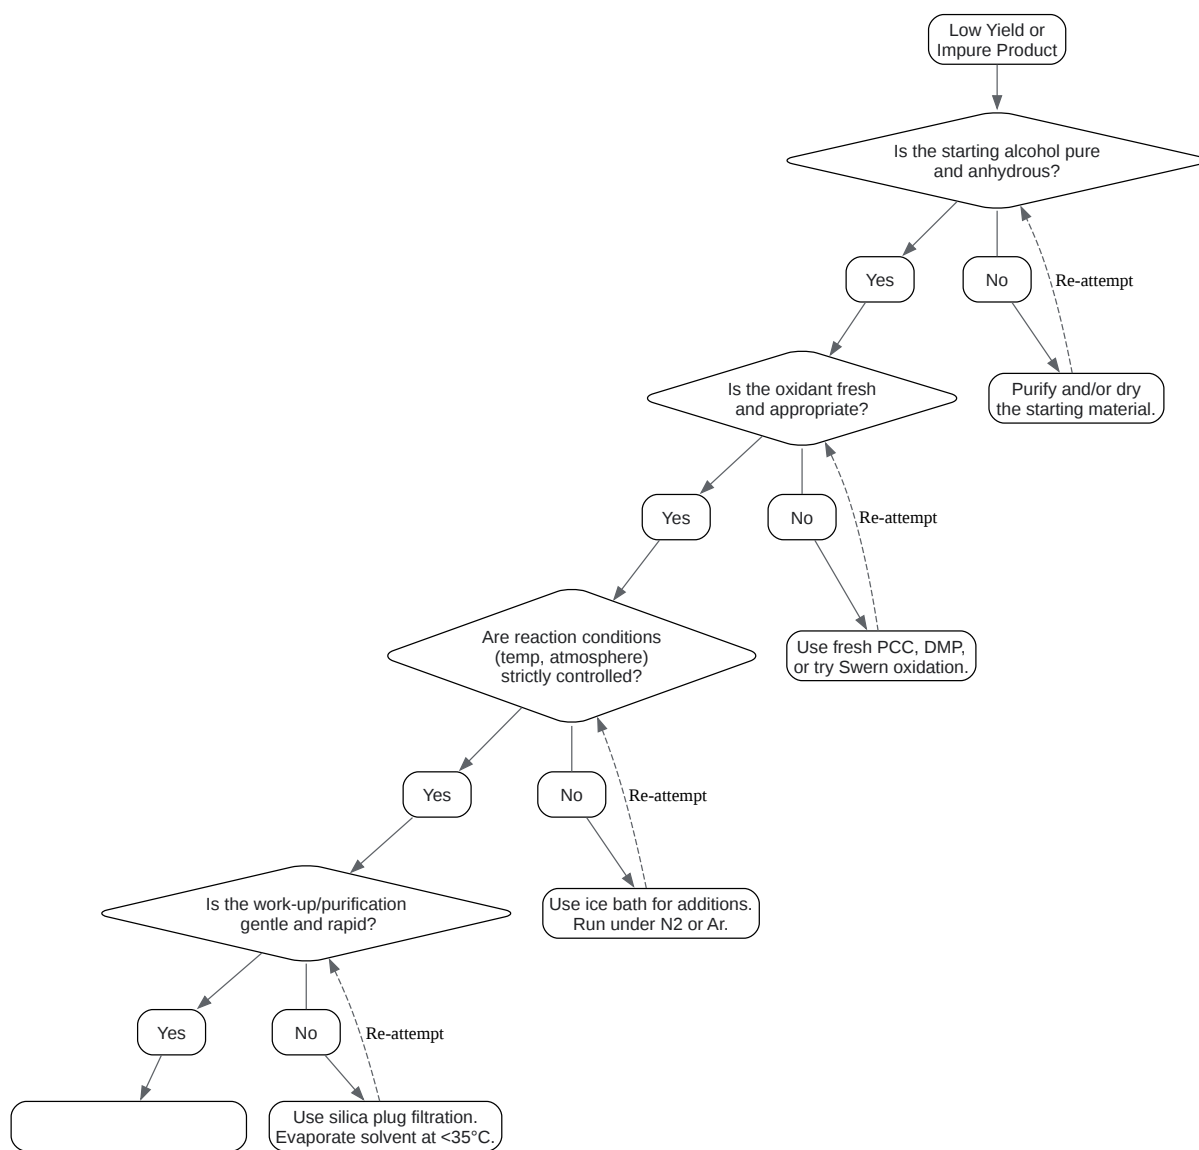 Low Yield or
Impure Product
Is the starting alcohol pure
and anhydrous?
Yes
No
Re-attempt
Is the oxidant fresh
and appropriate?
Purify and/or dry
the starting material.
Yes
No
Re-attempt
Are reaction conditions
(temp, atmosphere)
strictly controlled?
Use fresh PCC, DMP,
or try Swern oxidation.
Yes
No
Re-attempt
Is the work-up/purification
gentle and rapid?
Use ice bath for additions.
Run under N2 or Ar.
Yes
No
Re-attempt
Use silica plug filtration.
Evaporate solvent at <35°C.